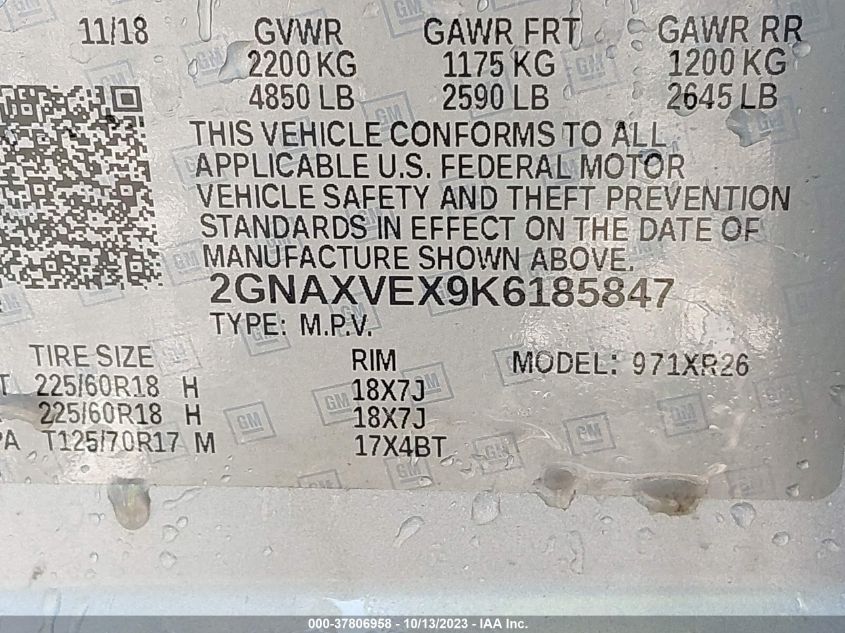 11/18 GVWR GAWR FRT GAWR RR
2200 KG 1175 KG 1200 KG
4850 LB 2590 LB 2645 LB
THIS VEHICLE CONFORMS TO ALL
APPLICABLE U.S. FEDERAL MOTOR
VEHICLE SAFETY AND THEFT PREVENTION
STANDARDS IN EFFECT ON THE DATE OF
MANUFACTURE SHOWN ABOVE.
2GNAXVEX9K6185847
TYPE: M.P.V.
TIRE SIZE RIM MODEL: 971XR26
T 225/60R18 H 18X7J
225/60R18 H 18X7J
PA T125/70R17 M 17X4BT
000-37806958 - 10/13/2023 - IAA Inc.